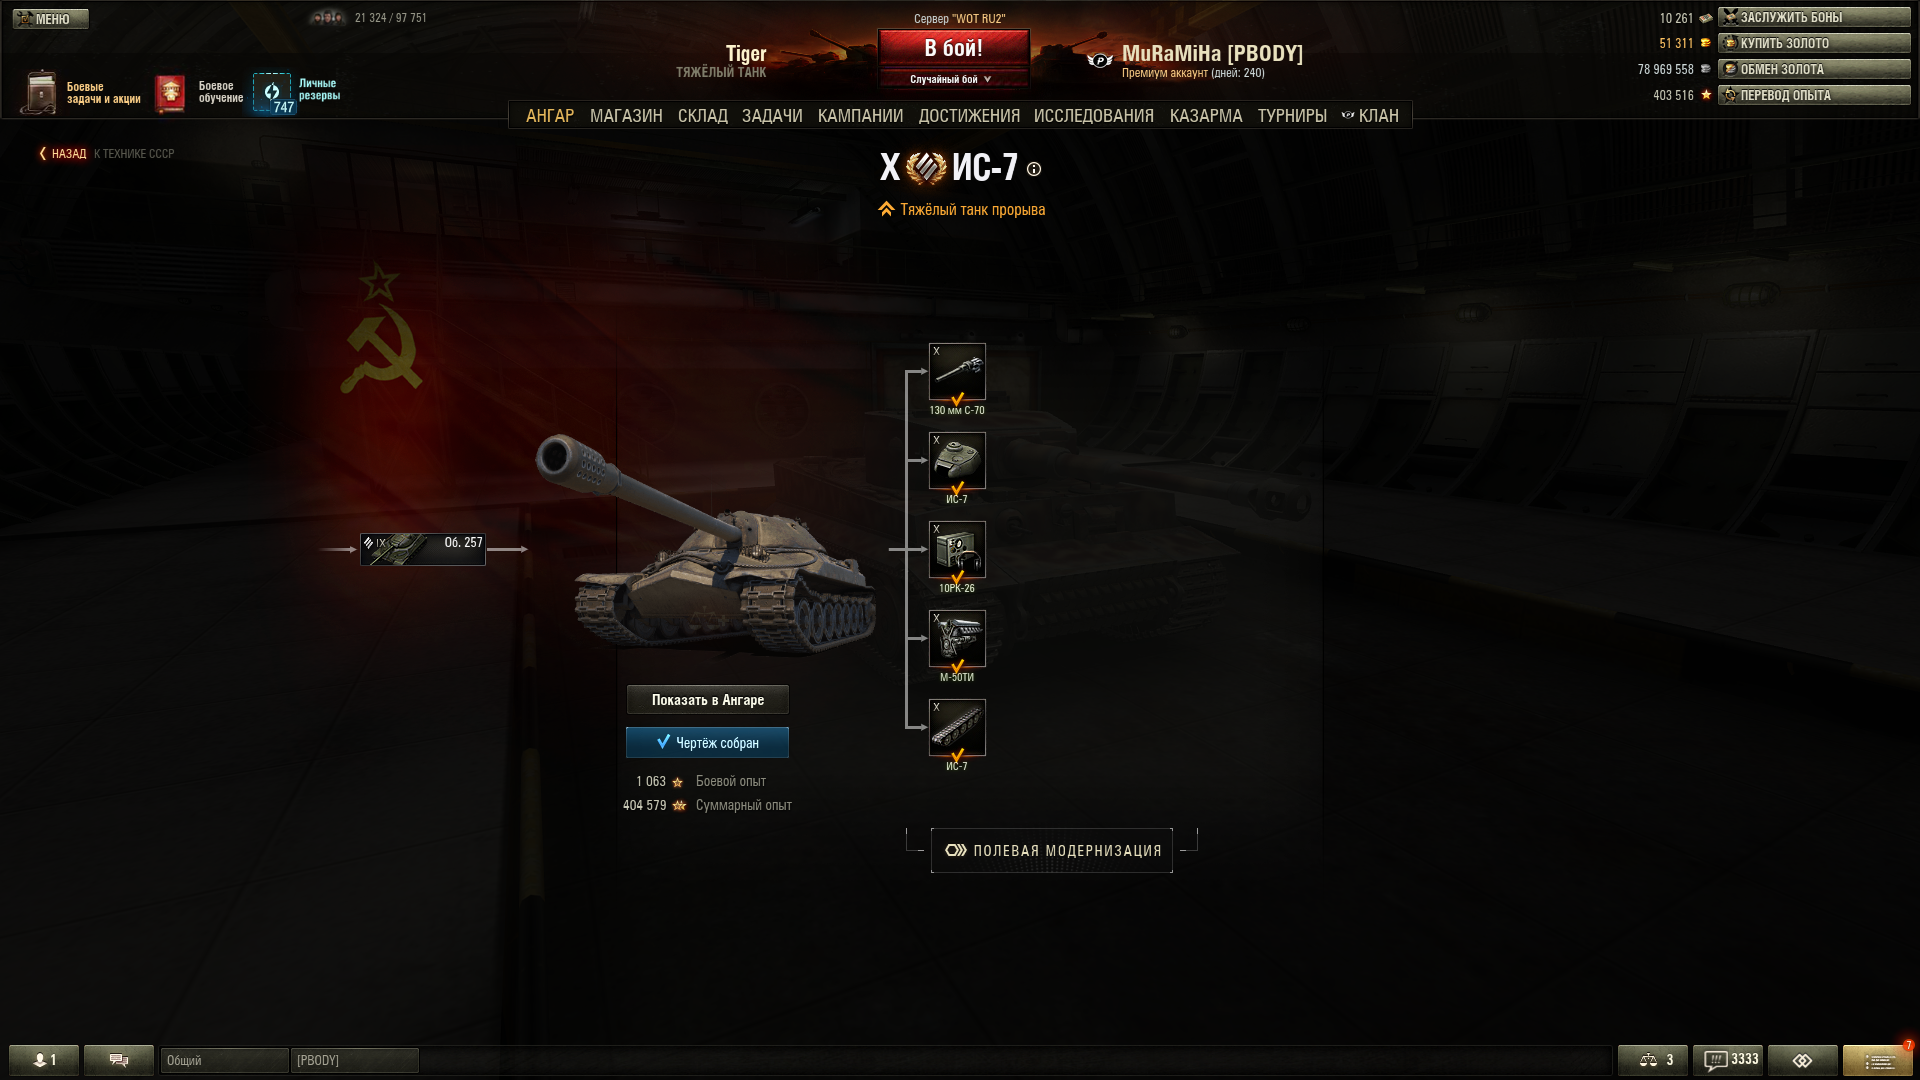 МЕНЮ
21 324 / 97 751
Сервер "WOT RU2"
Tiger
ТЯЖЁЛЫЙ ТАНК
В бой!
Случайный бой
MuRaMiHa [PBODY]
Премиум аккаунт (дней: 240)
10 261
ЗАСЛУЖИТЬ БОНЫ
51 311
КУПИТЬ ЗОЛОТО
78 969 558
ОБМЕН ЗОЛОТА
403 516
ПЕРЕВОД ОПЫТА
Боевые
задачи и акции
Боевое
обучение
Личные
резервы
747
АНГАР МАГАЗИН СКЛАД ЗАДАЧИ КАМПАНИИ ДОСТИЖЕНИЯ ИССЛЕДОВАНИЯ КАЗАРМА ТУРНИРЫ КЛАН
НАЗАД К ТЕХНИКЕ СССР
X ИС-7
Тяжёлый танк прорыва
IX Об. 257
X
130 мм С-70
X
ИС-7
X
10РК-26
X
М-50ТИ
X
ИС-7
Показать в Ангаре
Чертёж собран
1 063 Боевой опыт
404 579 Суммарный опыт
ПОЛЕВАЯ МОДЕРНИЗАЦИЯ
1
Общий
[PBODY]
3
3333
7